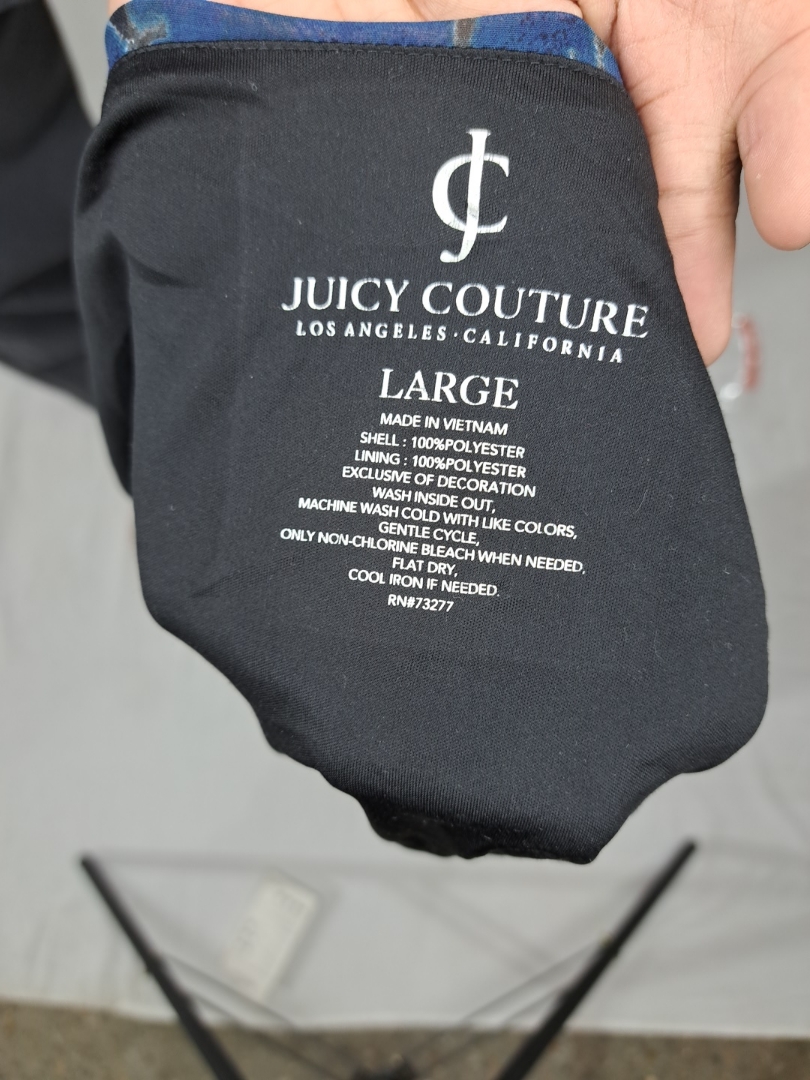 JC
JUICY COUTURE
LOS ANGELES·CALIFORNIA
LARGE
MADE IN VIETNAM
SHELL : 100%POLYESTER
LINING : 100%POLYESTER
EXCLUSIVE OF DECORATION
WASH INSIDE OUT,
MACHINE WASH COLD WITH LIKE COLORS,
GENTLE CYCLE,
ONLY NON-CHLORINE BLEACH WHEN NEEDED,
FLAT DRY,
COOL IRON IF NEEDED.
RN#73277